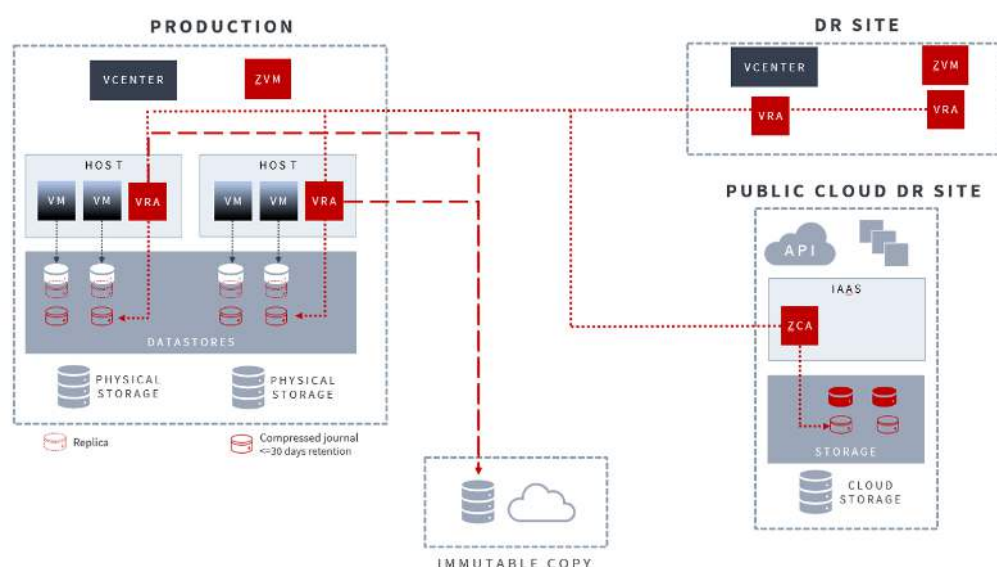 PRODUCTION
VCENTER
ZVM
HOST
VM
VM
VRA
HOST
VM
VM
VRA
DATASTORES
PHYSICAL
STORAGE
PHYSICAL
STORAGE
Replica
Compressed journal
<=30 days retention
DR SITE
VCENTER
ZVM
VRA
VRA
PUBLIC CLOUD DR SITE
API
IAAS
ZCA
STORAGE
CLOUD
STORAGE
IMMUTABLE COPY